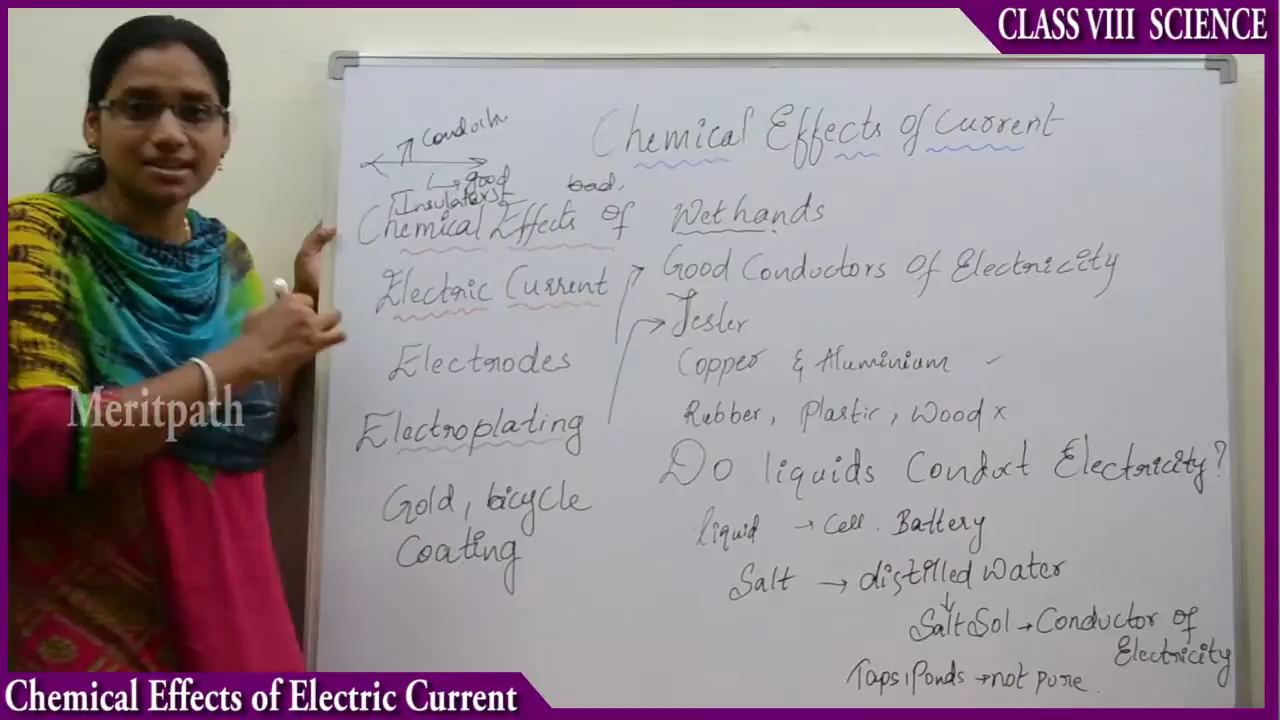 CLASS VIII SCIENCE
Chemical Effects of Current
good
bad.
Insulators
Chemical Effects of
Electric Current
Electrodes
Electroplating
Gold, bicycle
Coating
Wet hands
Good Conductors of Electricity
Tester
Copper & Aluminium
Rubber, Plastic, Wood x
Do liquids Conduct Electricity?
liquid → Cell. Battery
Salt → distilled Water
Salt Sol → Conductor of
Electricity
Taps, Ponds → not pure.
Meritpath
Chemical Effects of Electric Current